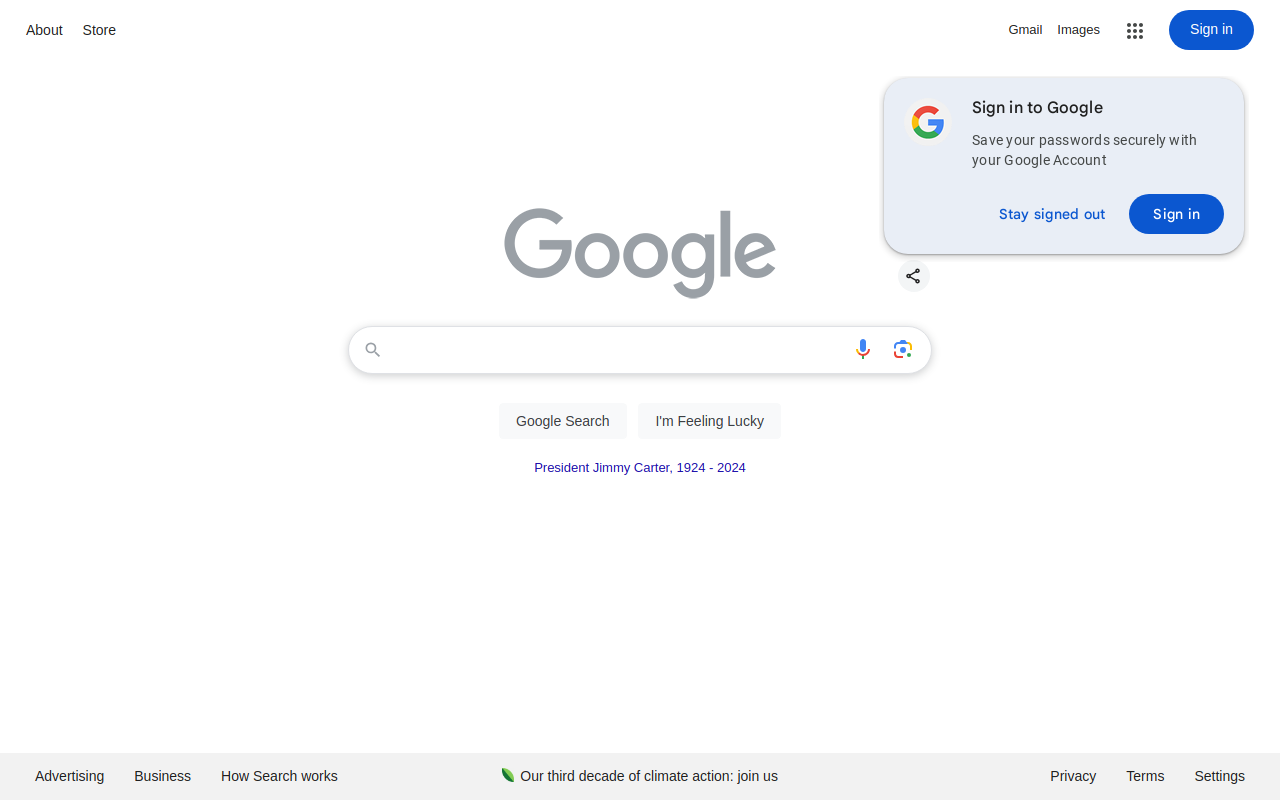 About Store
Gmail Images Sign in
Sign in to Google
Save your passwords securely with
your Google Account
Stay signed out Sign in
Google
Google Search I'm Feeling Lucky
President Jimmy Carter, 1924 - 2024
Advertising Business How Search works
Our third decade of climate action: join us
Privacy Terms Settings